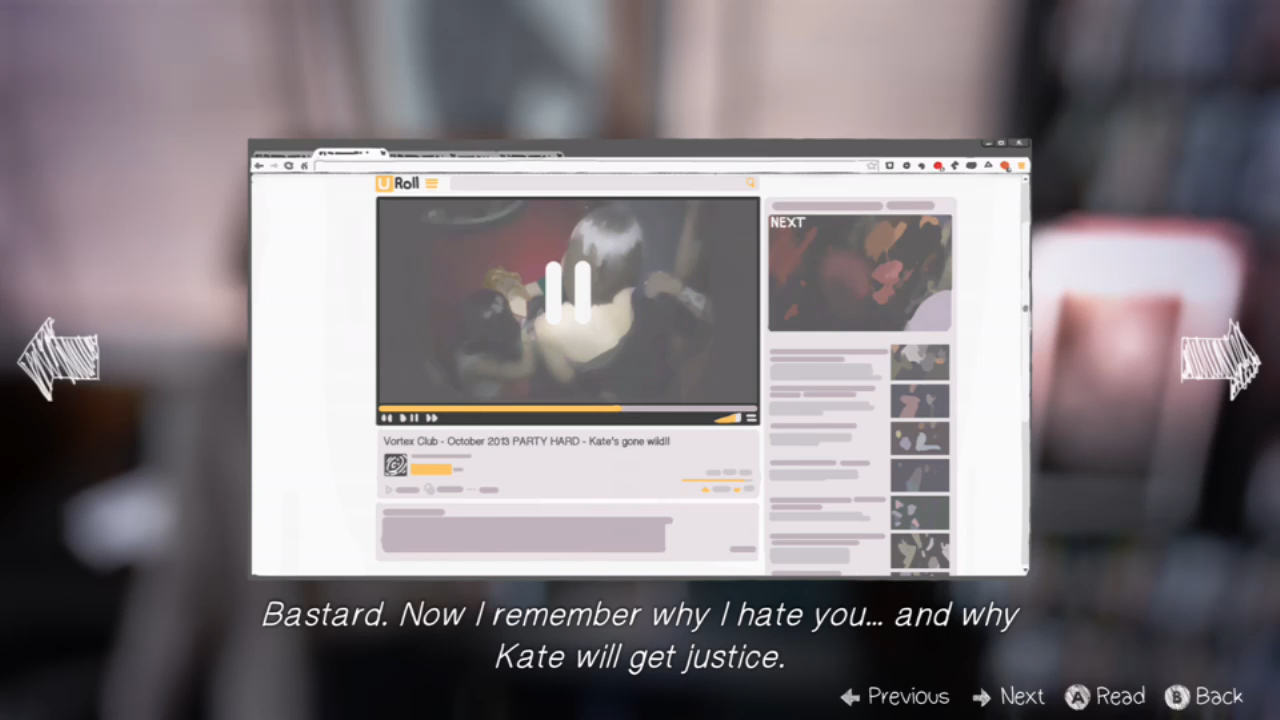 U Roll
NEXT
Vortex Club - October 2013 PARTY HARD - Kate's gone wild!!
Bastard. Now I remember why I hate you... and why
Kate will get justice.
Previous Next A Read B Back